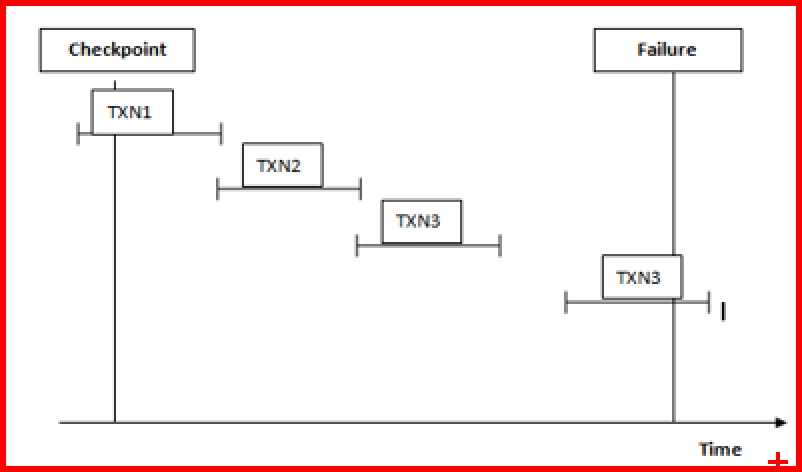 Checkpoint
Failure
TXN1
TXN2
TXN3
TXN3
Time